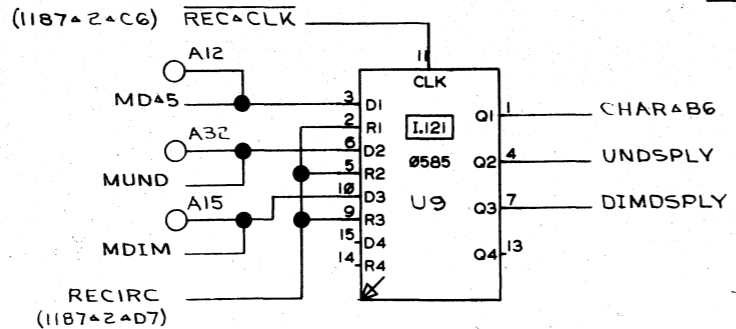 (1187▵2▵C6) REC▵CLK
A12
11
CLK
MD▵5
3 D1
Q1 1
CHAR▵B6
2 R1
I.121
A32
6 D2
0585
Q2 4
UNDSPLY
MUND
5 R2
A15
10 D3
U9
Q3 7
DIMDSPLY
9 R3
MDIM
15 D4
Q4 13
14 R4
RECIRC
(1187▵2▵D7)